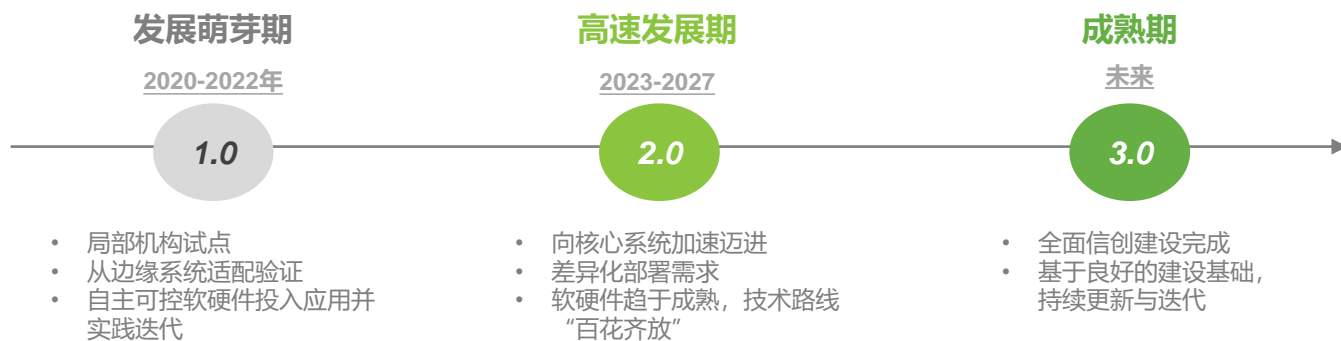 发展萌芽期
2020-2022年
1.0
• 局部机构试点
• 从边缘系统适配验证
• 自主可控软硬件投入应用并
实践迭代
高速发展期
2023-2027
2.0
• 向核心系统加速迈进
• 差异化部署需求
• 软硬件趋于成熟，技术路线
“百花齐放”
成熟期
未来
3.0
• 全面信创建设完成
• 基于良好的建设基础，
持续更新与迭代